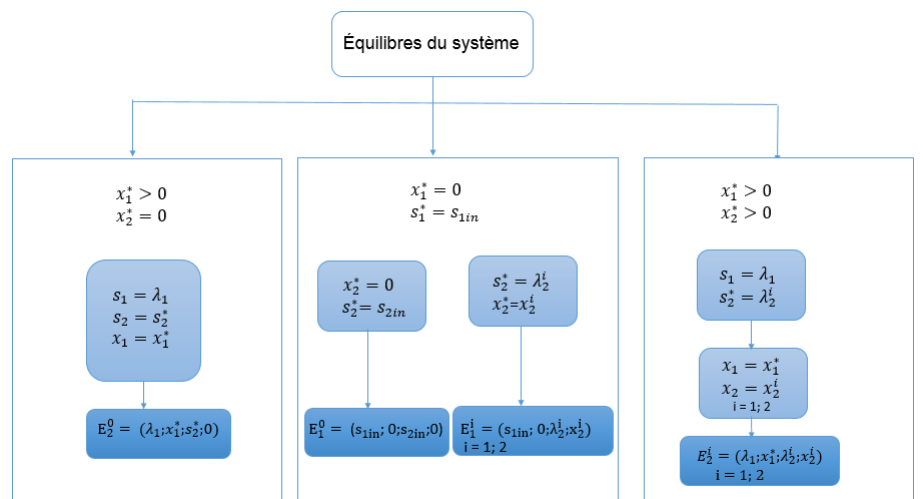 Équilibres du système
x₁* > 0
x₂* = 0
s₁ = λ₁
s₂ = s₂*
x₁ = x₁*
E₂⁰ = (λ₁;x₁*;s₂*;0)
x₁* = 0
s₁* = s₁ᵢₙ
x₂* = 0
s₂*= s₂ᵢₙ
E₁⁰ = (s₁ᵢₙ; 0;s₂ᵢₙ;0)
s₂* = λ₂ⁱ
x₂*=x₂ⁱ
E₁ⁱ = (s₁ᵢₙ; 0;λ₂ⁱ;x₂ⁱ)
i = 1; 2
x₁* > 0
x₂* > 0
s₁ = λ₁
s₂* = λ₂ⁱ
x₁ = x₁*
x₂ = x₂ⁱ
i = 1; 2
E₂ⁱ = (λ₁;x₁*;λ₂ⁱ;x₂ⁱ)
i = 1; 2